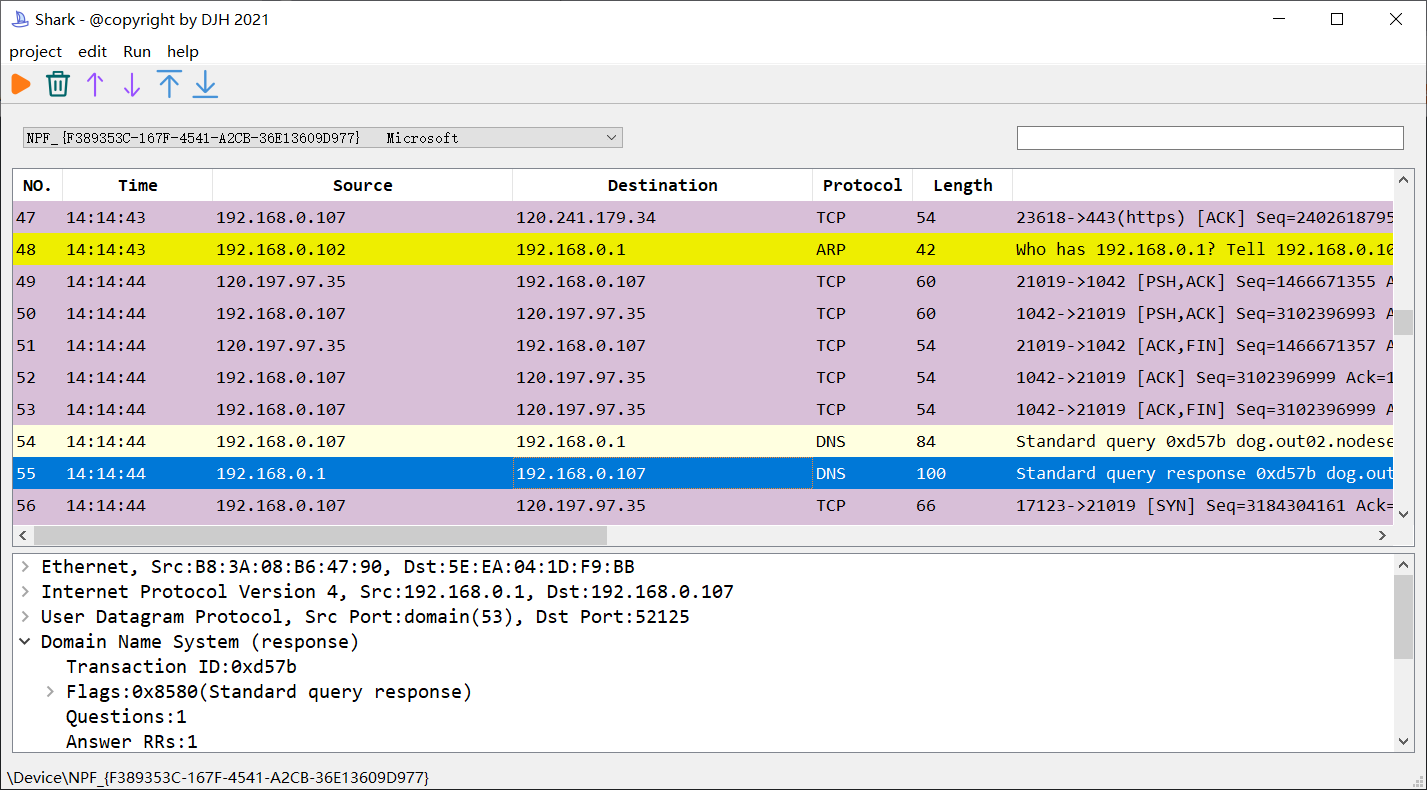 Shark - @copyright by DJH 2021
project edit Run help
NPF_{F389353C-167F-4541-A2CB-36E13609D977} Microsoft
NO. Time Source Destination Protocol Length
47 14:14:43 192.168.0.107 120.241.179.34 TCP 54 23618->443(https) [ACK] Seq=2402618795
48 14:14:43 192.168.0.102 192.168.0.1 ARP 42 Who has 192.168.0.1? Tell 192.168.0.10
49 14:14:44 120.197.97.35 192.168.0.107 TCP 60 21019->1042 [PSH,ACK] Seq=1466671355 A
50 14:14:44 192.168.0.107 120.197.97.35 TCP 60 1042->21019 [PSH,ACK] Seq=3102396993 A
51 14:14:44 120.197.97.35 192.168.0.107 TCP 54 21019->1042 [ACK,FIN] Seq=1466671357 A
52 14:14:44 192.168.0.107 120.197.97.35 TCP 54 1042->21019 [ACK] Seq=3102396999 Ack=1
53 14:14:44 192.168.0.107 120.197.97.35 TCP 54 1042->21019 [ACK,FIN] Seq=3102396999 A
54 14:14:44 192.168.0.107 192.168.0.1 DNS 84 Standard query 0xd57b dog.out02.nodese
55 14:14:44 192.168.0.1 192.168.0.107 DNS 100 Standard query response 0xd57b dog.out
56 14:14:44 192.168.0.107 120.197.97.35 TCP 66 17123->21019 [SYN] Seq=3184304161 Ack=
Ethernet, Src:B8:3A:08:B6:47:90, Dst:5E:EA:04:1D:F9:BB
Internet Protocol Version 4, Src:192.168.0.1, Dst:192.168.0.107
User Datagram Protocol, Src Port:domain(53), Dst Port:52125
Domain Name System (response)
Transaction ID:0xd57b
Flags:0x8580(Standard query response)
Questions:1
Answer RRs:1
\Device\NPF_{F389353C-167F-4541-A2CB-36E13609D977}